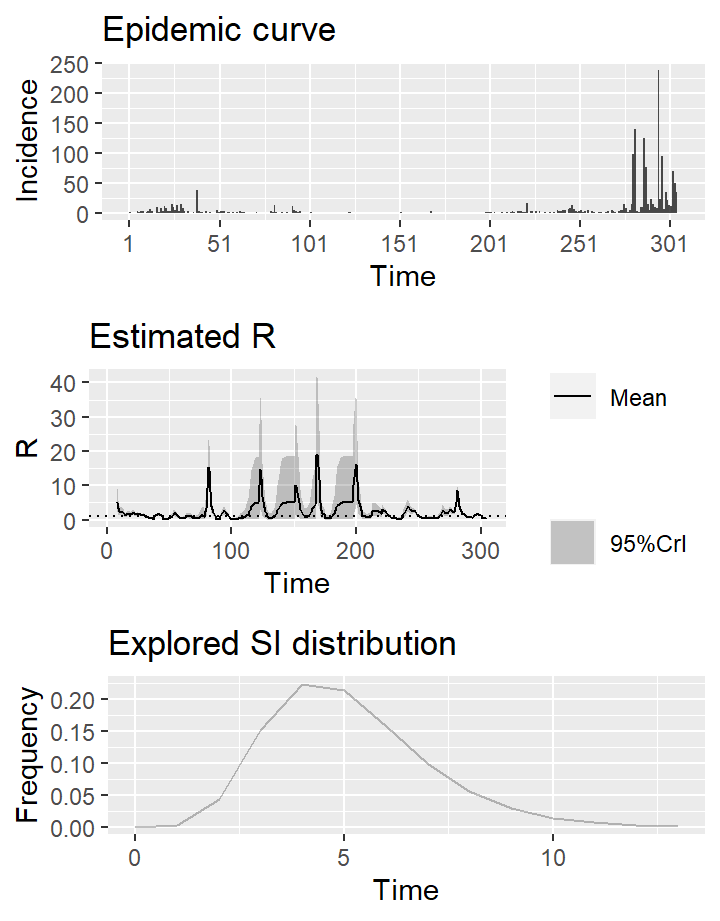 Epidemic curve
250
200
150
100
50
0
Incidence
1 51 101 151 201 251 301
Time
Estimated R
40
30
20
10
0
R
0 100 200 300
Time
Mean
95%CrI
Explored SI distribution
0.20
0.15
0.10
0.05
0.00
Frequency
0 5 10
Time